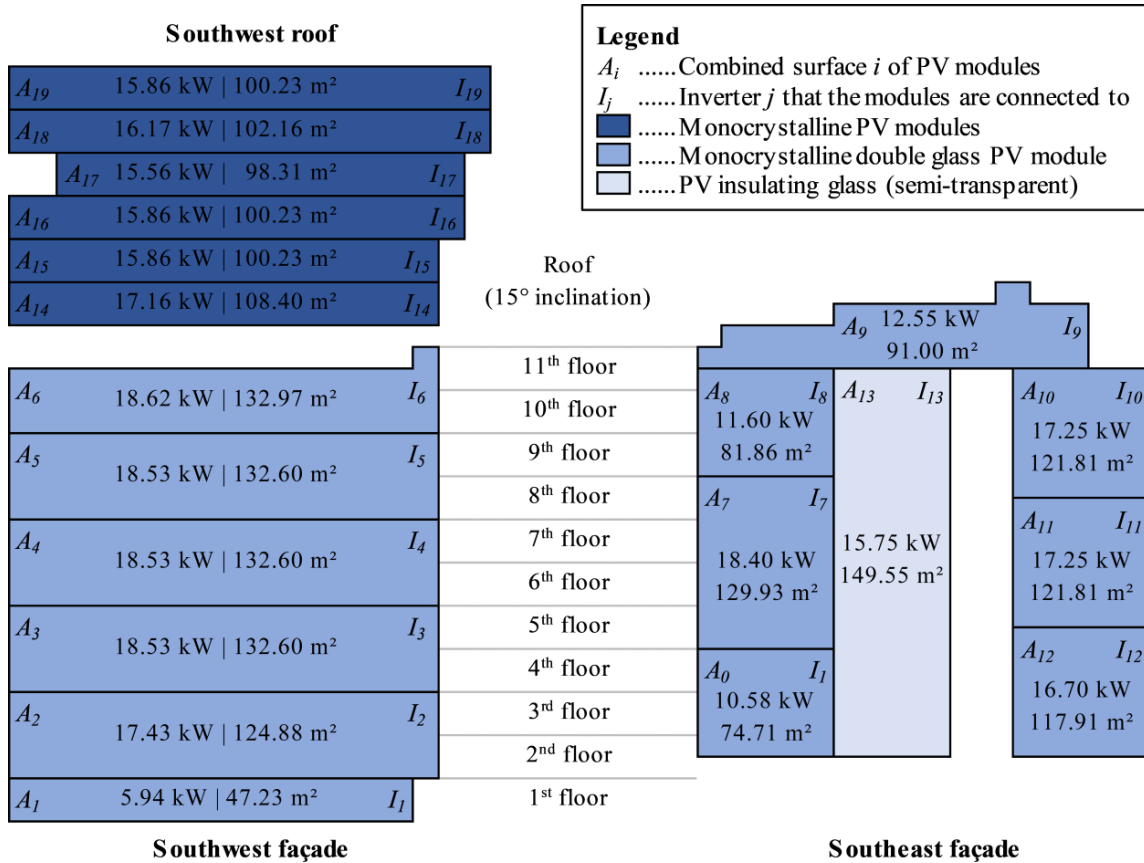 Southwest roof
A19 15.86 kW | 100.23 m² I19
A18 16.17 kW | 102.16 m² I18
A17 15.56 kW | 98.31 m² I17
A16 15.86 kW | 100.23 m² I16
A15 15.86 kW | 100.23 m² I15
A14 17.16 kW | 108.40 m² I14
Legend
Ai ......Combined surface i of PV modules
Ij ......Inverter j that the modules are connected to
......Monocrystalline PV modules
......Monocrystalline double glass PV module
......PV insulating glass (semi-transparent)
Roof
(15° inclination)
11th floor
10th floor
9th floor
8th floor
7th floor
6th floor
5th floor
4th floor
3rd floor
2nd floor
1st floor
A6 18.62 kW | 132.97 m² I6
A5 18.53 kW | 132.60 m² I5
A4 18.53 kW | 132.60 m² I4
A3 18.53 kW | 132.60 m² I3
A2 17.43 kW | 124.88 m² I2
A1 5.94 kW | 47.23 m² I1
Southwest façade
A9 12.55 kW I9
91.00 m²
A8 I8
11.60 kW
81.86 m²
A7 I7
18.40 kW
129.93 m²
A0 I1
10.58 kW
74.71 m²
A13 I13
15.75 kW
149.55 m²
A10 I10
17.25 kW
121.81 m²
A11 I11
17.25 kW
121.81 m²
A12 I12
16.70 kW
117.91 m²
Southeast façade